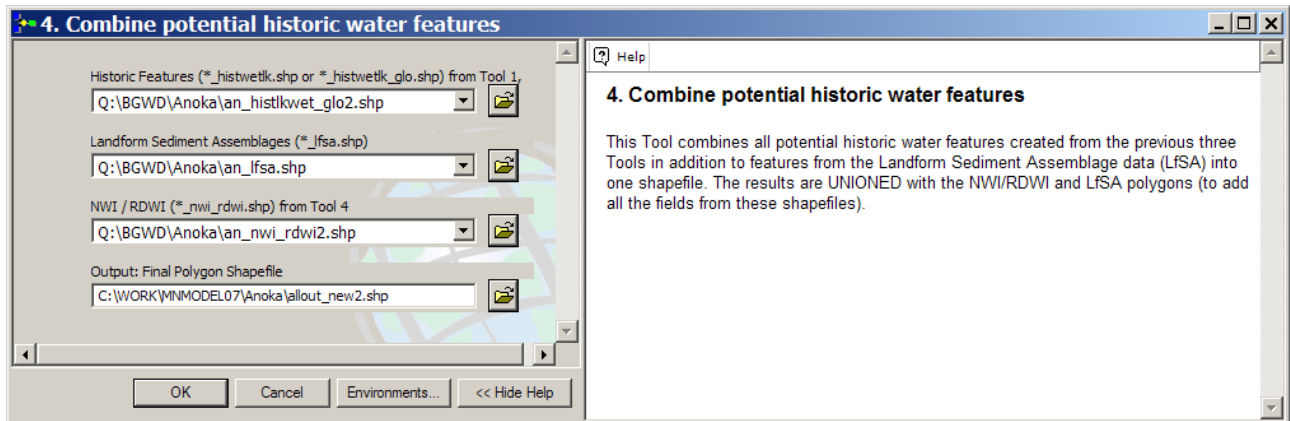 4. Combine potential historic water features
Historic Features (*_histwetlk.shp or *_histwetlk_glo.shp) from Tool 1,
Q:\BGWD\Anoka\an_histlkwet_glo2.shp
Landform Sediment Assemblages (*_lfsa.shp)
Q:\BGWD\Anoka\an_lfsa.shp
NWI / RDWI (*_nwi_rdwi.shp) from Tool 4
Q:\BGWD\Anoka\an_nwi_rdwi2.shp
Output: Final Polygon Shapefile
C:\WORK\MNMODEL07\Anoka\allout_new2.shp
OK
Cancel
Environments...
<< Hide Help
Help
4. Combine potential historic water features
This Tool combines all potential historic water features created from the previous three
Tools in addition to features from the Landform Sediment Assemblage data (LfSA) into
one shapefile. The results are UNIONED with the NWI/RDWI and LfSA polygons (to add
all the fields from these shapefiles).